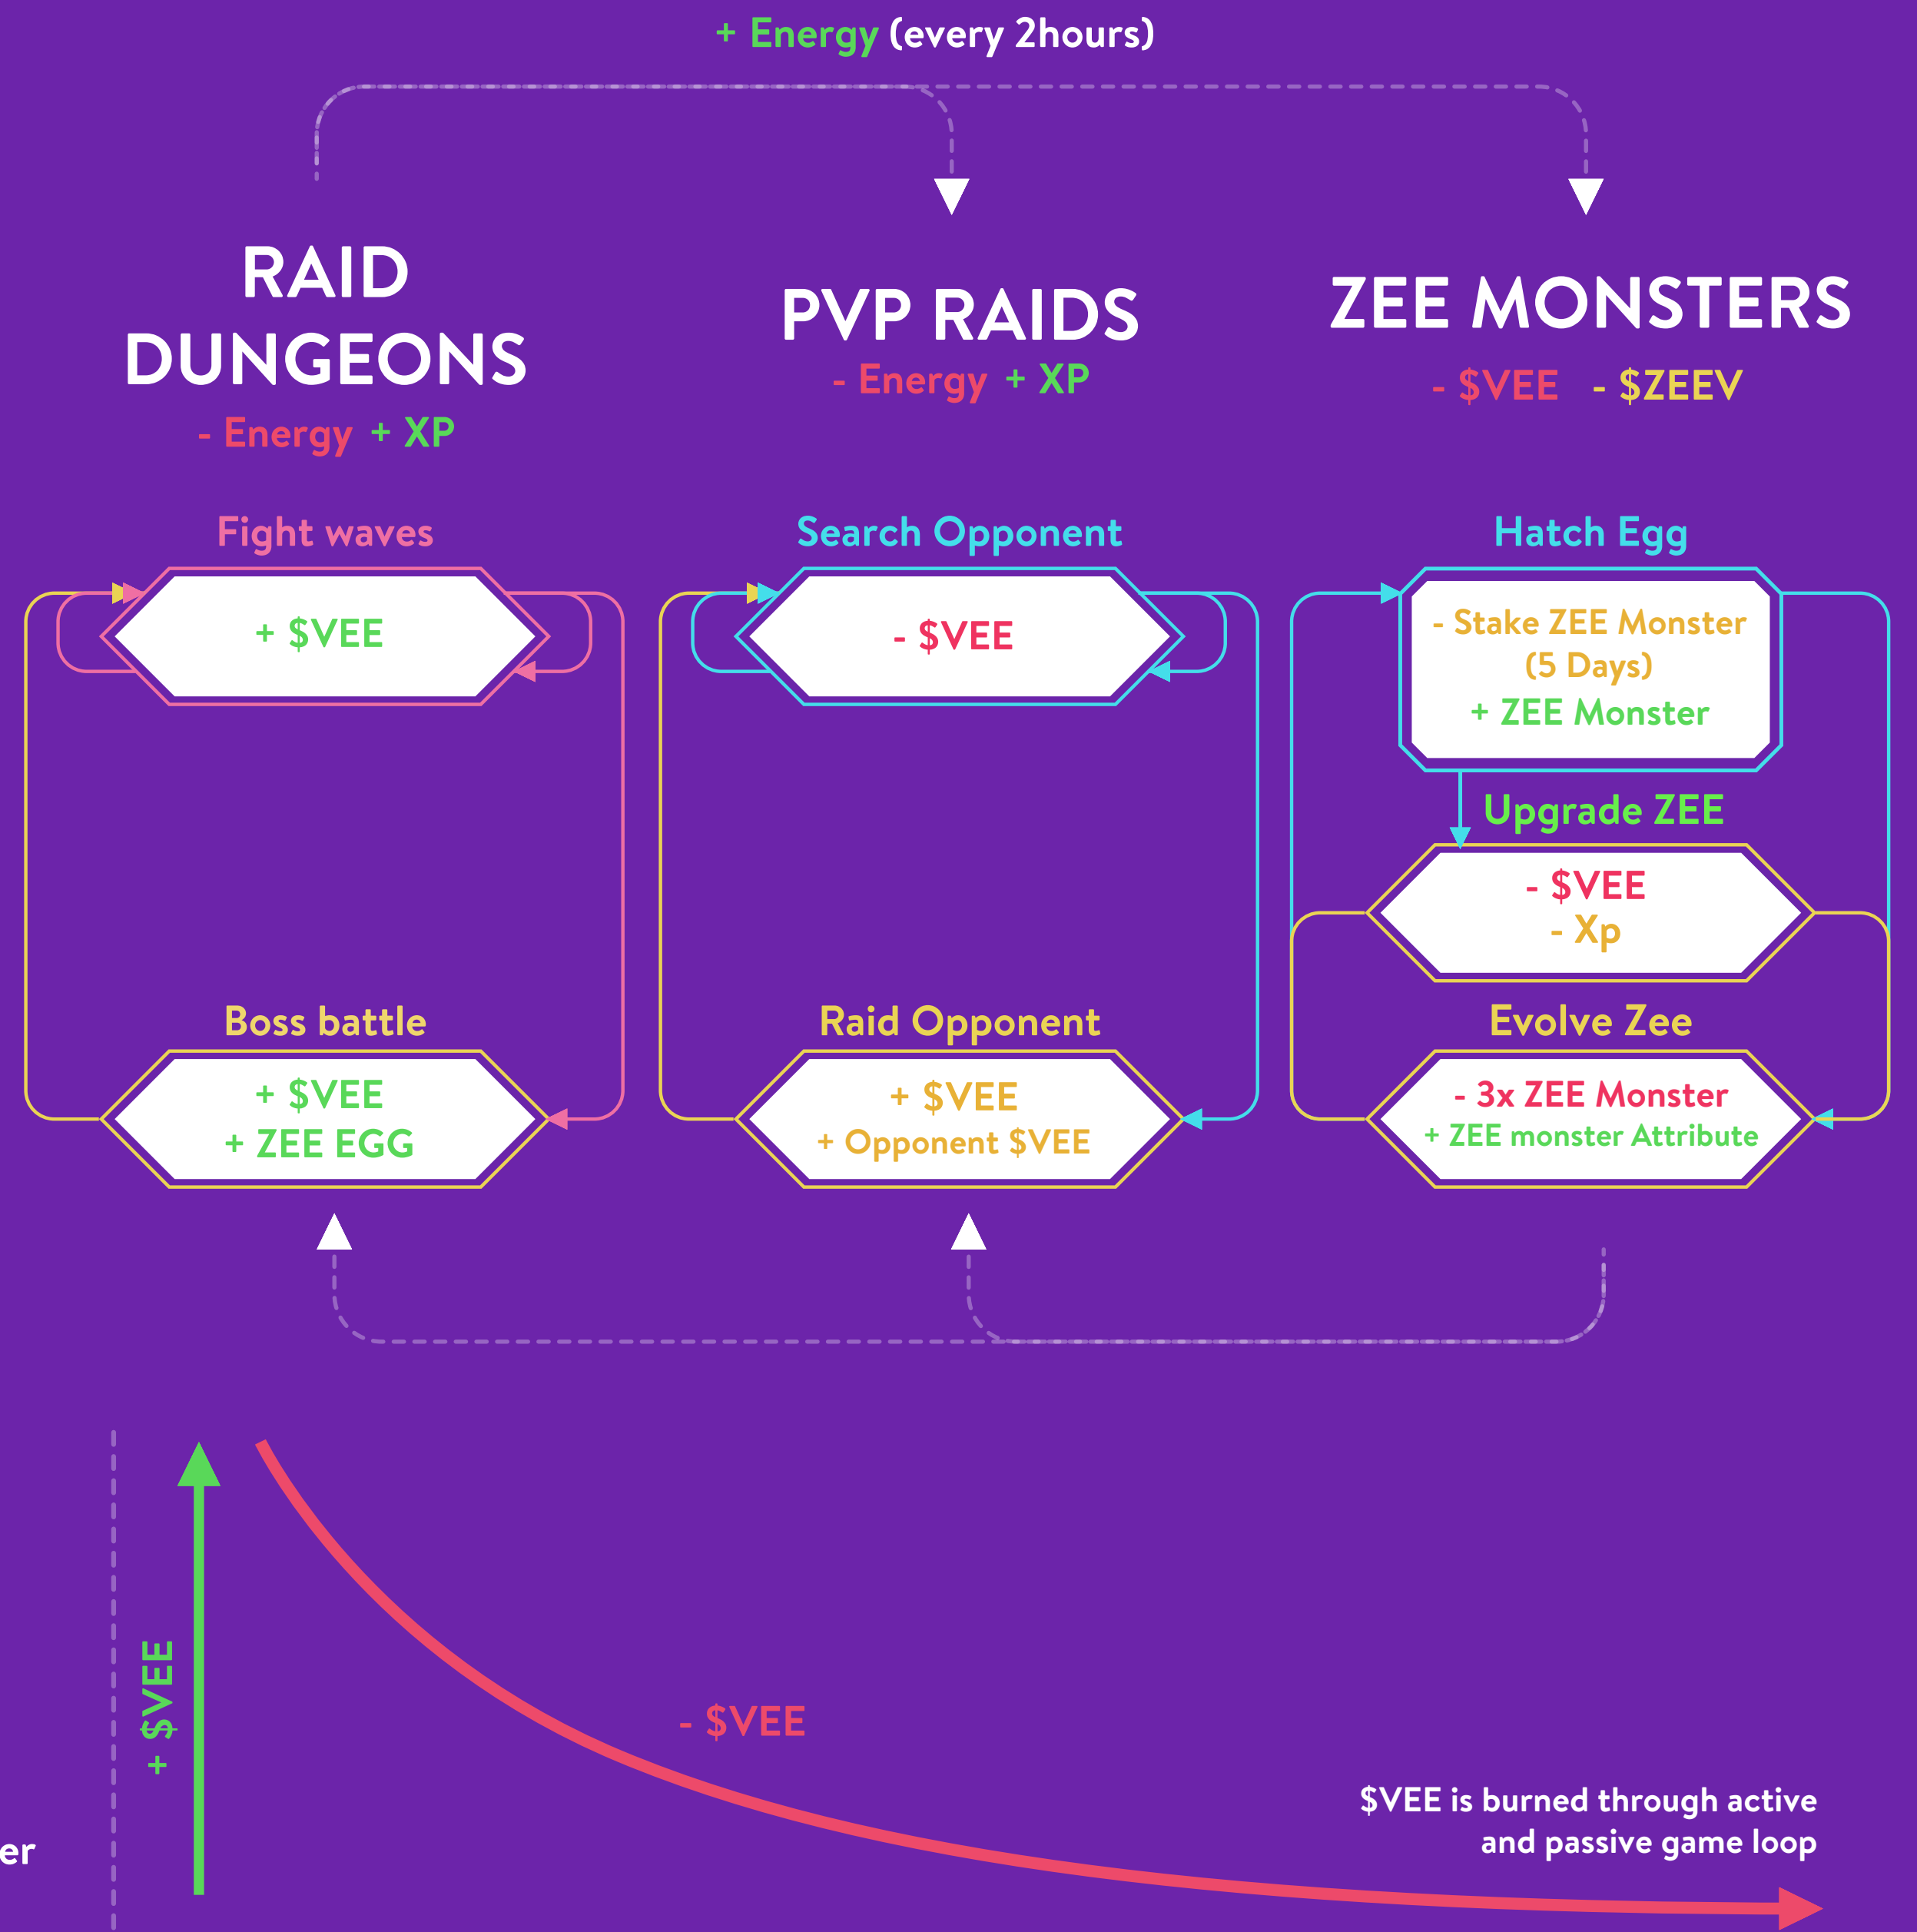 + Energy (every 2hours)
RAID
DUNGEONS
- Energy + XP
Fight waves
+ $VEE
Boss battle
+ $VEE
+ ZEE EGG
PVP RAIDS
- Energy + XP
Search Opponent
- $VEE
Raid Opponent
+ $VEE
+ Opponent $VEE
ZEE MONSTERS
- $VEE - $ZEEV
Hatch Egg
- Stake ZEE Monster
(5 Days)
+ ZEE Monster
Upgrade ZEE
- $VEE
- Xp
Evolve Zee
- 3x ZEE Monster
+ ZEE monster Attribute
+ $VEE
- $VEE
$VEE is burned through active
and passive game loop
er